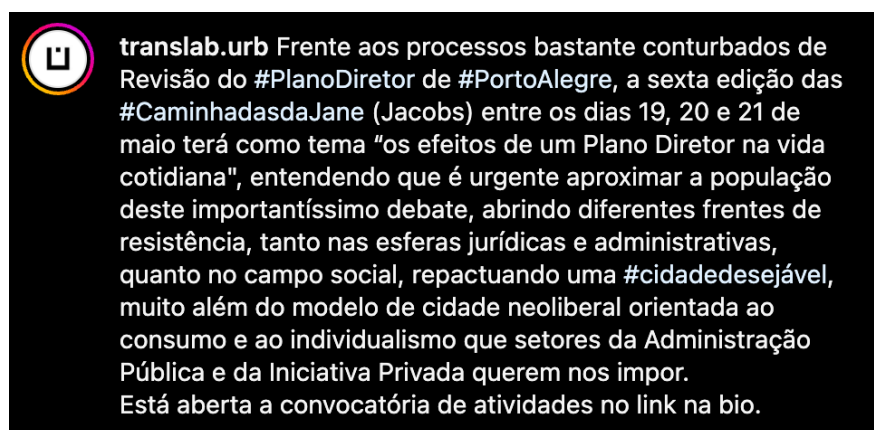 translab.urb Frente aos processos bastante conturbados de
Revisão do #PlanoDiretor de #PortoAlegre, a sexta edição das
#CaminhadasdaJane (Jacobs) entre os dias 19, 20 e 21 de
maio terá como tema “os efeitos de um Plano Diretor na vida
cotidiana", entendendo que é urgente aproximar a população
deste importantíssimo debate, abrindo diferentes frentes de
resistência, tanto nas esferas jurídicas e administrativas,
quanto no campo social, repactuando uma #cidadedesejável,
muito além do modelo de cidade neoliberal orientada ao
consumo e ao individualismo que setores da Administração
Pública e da Iniciativa Privada querem nos impor.
Está aberta a convocatória de atividades no link na bio.